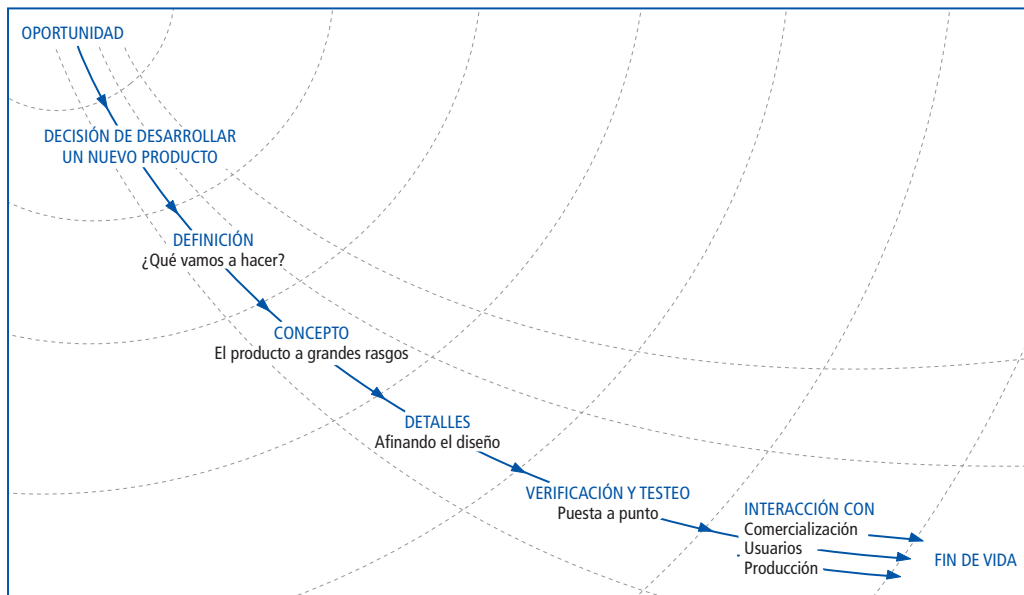 OPORTUNIDAD
DECISIÓN DE DESARROLLAR
UN NUEVO PRODUCTO
DEFINICIÓN
¿Qué vamos a hacer?
CONCEPTO
El producto a grandes rasgos
DETALLES
Afinando el diseño
VERIFICACIÓN Y TESTEO
Puesta a punto
INTERACCIÓN CON
Comercialización
Usuarios
Producción
FIN DE VIDA